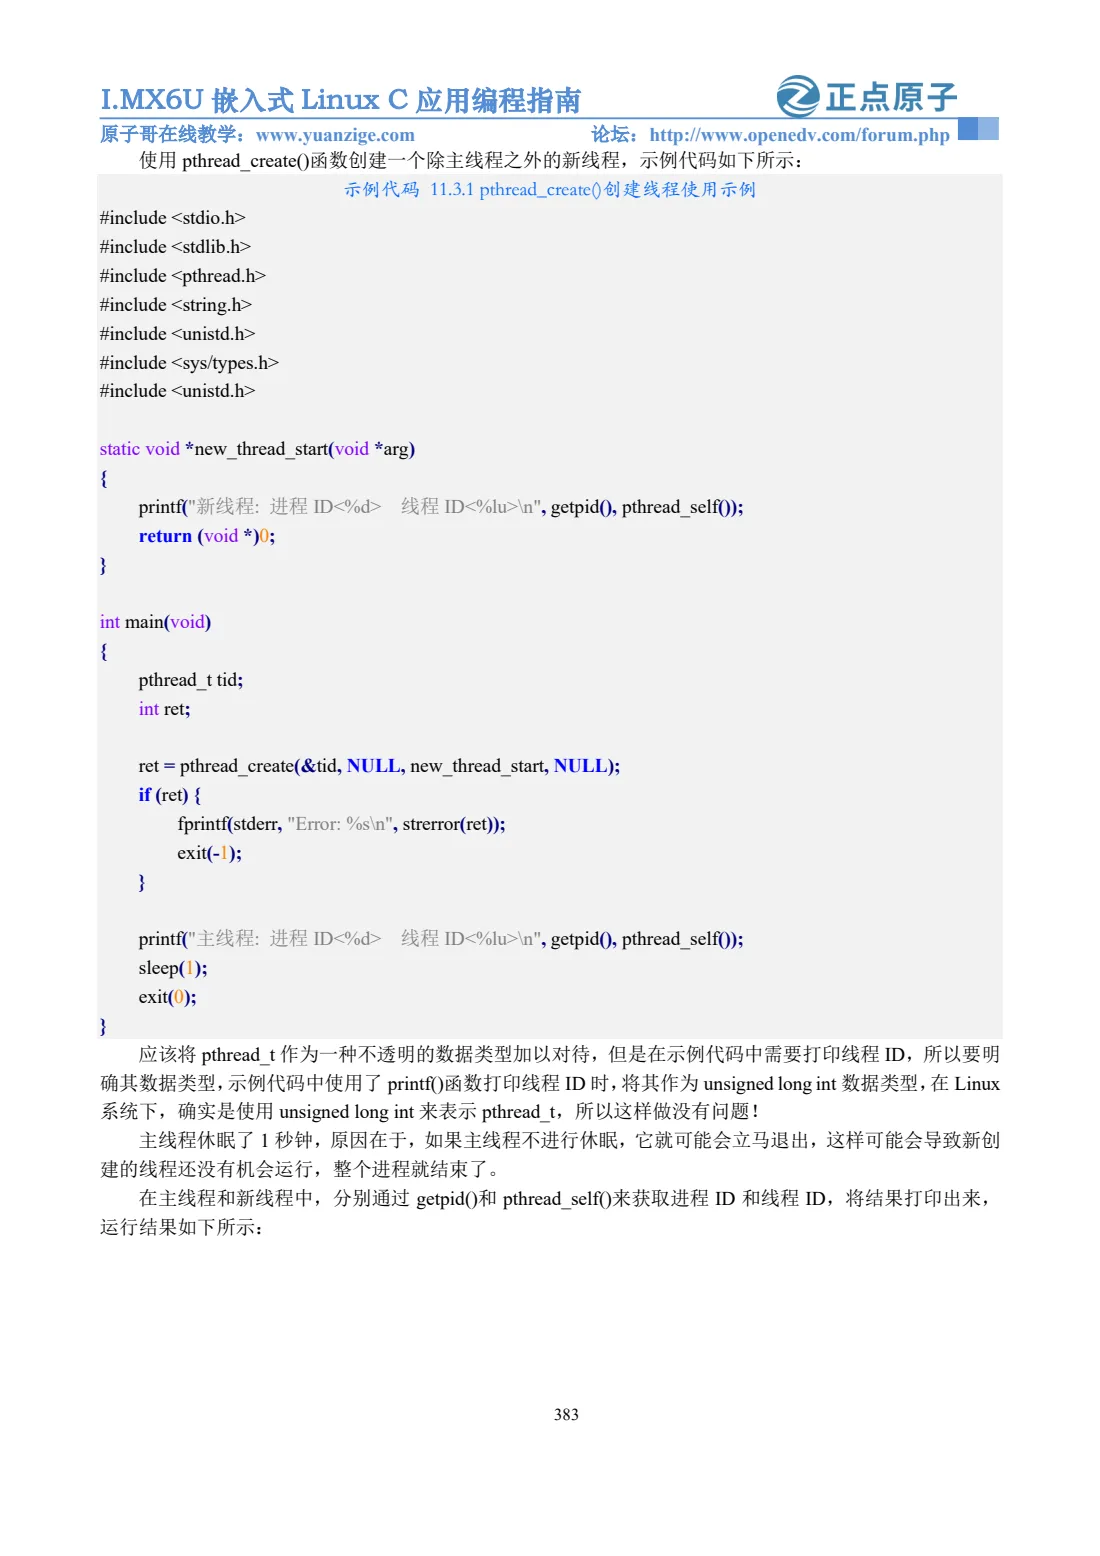 I.MX6U 嵌入式 Linux C 应用编程指南
正点原子
原子哥在线教学：www.yuanzige.com 论坛：http://www.openedv.com/forum.php
使用 pthread_create()函数创建一个除主线程之外的新线程，示例代码如下所示：
示例代码 11.3.1 pthread_create()创建线程使用示例
#include <stdio.h>
#include <stdlib.h>
#include <pthread.h>
#include <string.h>
#include <unistd.h>
#include <sys/types.h>
#include <unistd.h>
static void *new_thread_start(void *arg)
{
printf("新线程: 进程 ID<%d> 线程 ID<%lu>\n", getpid(), pthread_self());
return (void *)0;
}
int main(void)
{
pthread_t tid;
int ret;
ret = pthread_create(&tid, NULL, new_thread_start, NULL);
if (ret) {
fprintf(stderr, "Error: %s\n", strerror(ret));
exit(-1);
}
printf("主线程: 进程 ID<%d> 线程 ID<%lu>\n", getpid(), pthread_self());
sleep(1);
exit(0);
}
应该将 pthread_t 作为一种不透明的数据类型加以对待，但是在示例代码中需要打印线程 ID，所以要明
确其数据类型，示例代码中使用了 printf()函数打印线程 ID 时，将其作为 unsigned long int 数据类型，在 Linux
系统下，确实是使用 unsigned long int 来表示 pthread_t，所以这样做没有问题！
主线程休眠了 1 秒钟，原因在于，如果主线程不进行休眠，它就可能会立马退出，这样可能会导致新创
建的线程还没有机会运行，整个进程就结束了。
在主线程和新线程中，分别通过 getpid()和 pthread_self()来获取进程 ID 和线程 ID，将结果打印出来，
运行结果如下所示：
383